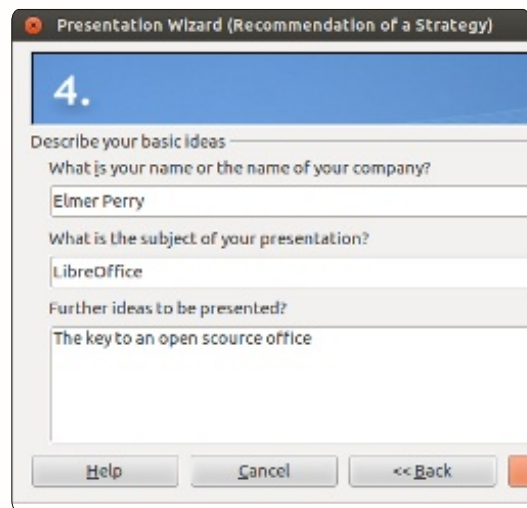 Presentation Wizard (Recommendation of a Strategy)
4.
Describe your basic ideas
What is your name or the name of your company?
Elmer Perry
What is the subject of your presentation?
LibreOffice
Further ideas to be presented?
The key to an open scource office
Help Cancel << Back